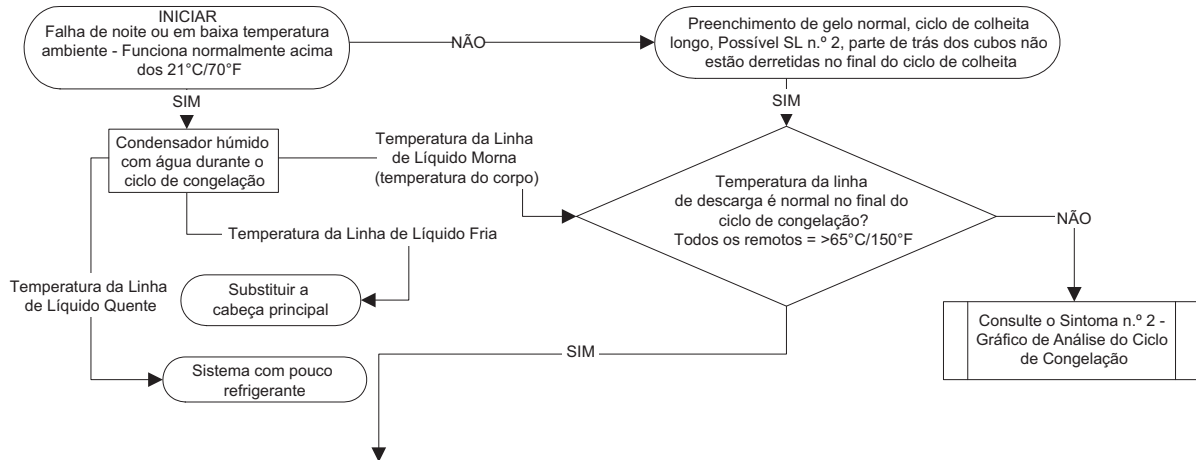 INICIAR
Falha de noite ou em baixa temperatura
ambiente - Funciona normalmente acima
dos 21°C/70°F
NÃO
Preenchimento de gelo normal, ciclo de colheita
longo, Possível SL n.º 2, parte de trás dos cubos não
estão derretidas no final do ciclo de colheita
SIM
SIM
Condensador húmido
com água durante o
ciclo de congelação
Temperatura da Linha
de Líquido Morna
(temperatura do corpo)
Temperatura da linha
de descarga é normal no final do
ciclo de congelação?
Todos os remotos = >65°C/150°F
NÃO
Temperatura da Linha de Líquido Fria
Temperatura da Linha
de Líquido Quente
Substituir a
cabeça principal
Consulte o Sintoma n.º 2 -
Gráfico de Análise do Ciclo
de Congelação
SIM
Sistema com pouco
refrigerante